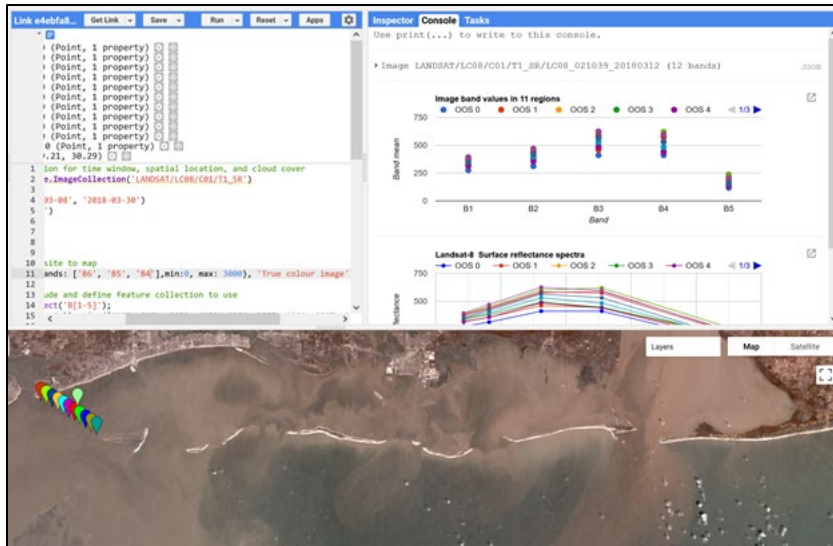 Link e4ebfa8... Get Link Save Run Reset Apps
(Point, 1 property)
(Point, 1 property)
(Point, 1 property)
(Point, 1 property)
(Point, 1 property)
(Point, 1 property)
(Point, 1 property)
(Point, 1 property)
(Point, 1 property)
0 (Point, 1 property)
0.21, 30.29)
1 ion for time window, spatial location, and cloud cover
2 e.ImageCollection('LANDSAT/LC08/C01/T1_SR')
3
4 03-08', '2018-03-30')
5 ')
6
7
8
9
10 site to map
11 ands: ['B6', 'B5', 'B4'],min:0, max: 3000}, 'True colour image'
12
13 ude and define feature collection to use
14 ect('B[1-5]');
15
Inspector Console Tasks
Use print(...) to write to this console.
Image LANDSAT/LC08/C01/T1_SR/LC08_021039_20180312 (12 bands) JSON
Image band values in 11 regions
OOS 0 OOS 1 OOS 2 OOS 3 OOS 4 1/3
750
500
250
0
Band mean
B1 B2 B3 B4 B5
Band
Landsat-8 Surface reflectance spectra
OOS 0 OOS 1 OOS 2 OOS 3 OOS 4 1/3
750
500
flectance
Layers Map Satellite